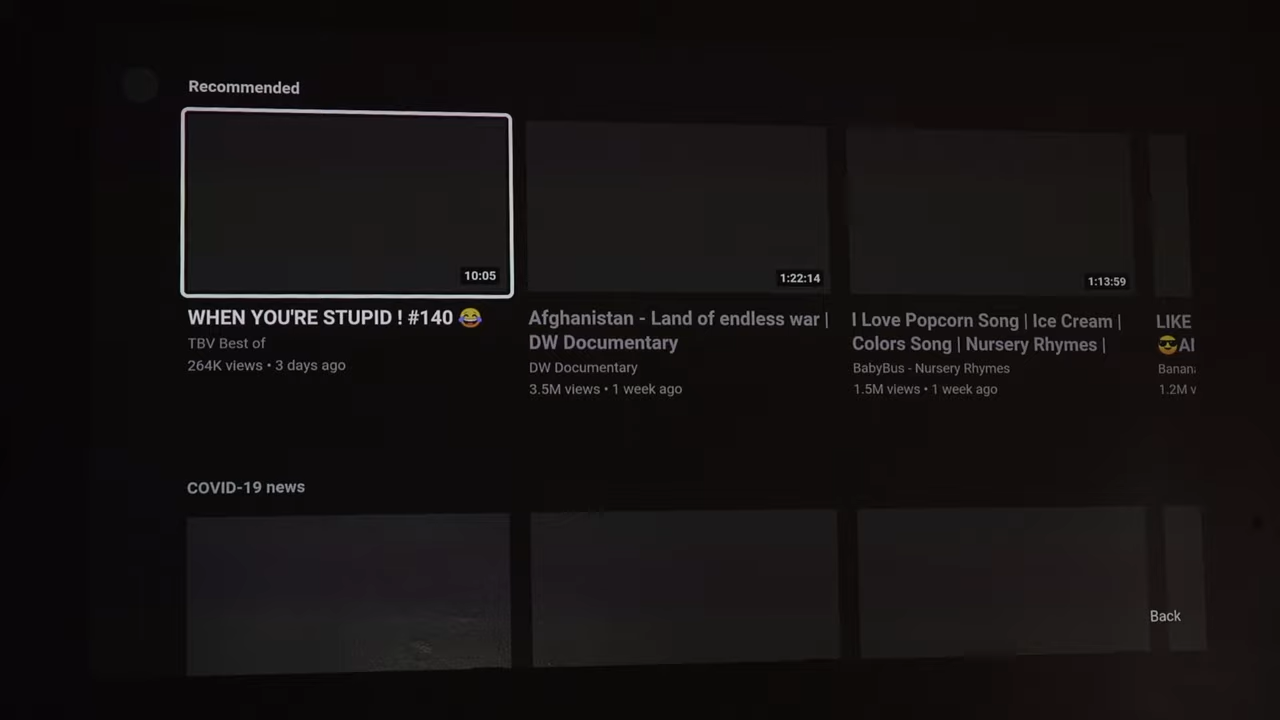 Recommended
10:05
1:22:14
1:13:59
WHEN YOU'RE STUPID ! #140 😂
TBV Best of
264K views • 3 days ago
Afghanistan - Land of endless war |
DW Documentary
DW Documentary
3.5M views • 1 week ago
I Love Popcorn Song | Ice Cream |
Colors Song | Nursery Rhymes |
BabyBus - Nursery Rhymes
1.5M views • 1 week ago
LIKE
😎
1.2M
COVID-19 news
Back